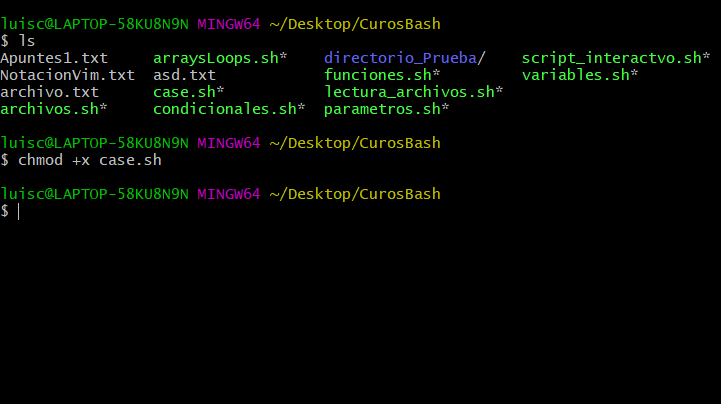 luisc@LAPTOP-58KU8N9N MINGW64 ~/Desktop/CurosBash
$ ls
Apuntes1.txt arraysLoops.sh* directorio_Prueba/ script_interactvo.sh*
NotacionVim.txt asd.txt funciones.sh* variables.sh*
archivo.txt case.sh* lectura_archivos.sh*
archivos.sh* condicionales.sh* parametros.sh*
luisc@LAPTOP-58KU8N9N MINGW64 ~/Desktop/CurosBash
$ chmod +x case.sh
luisc@LAPTOP-58KU8N9N MINGW64 ~/Desktop/CurosBash
$